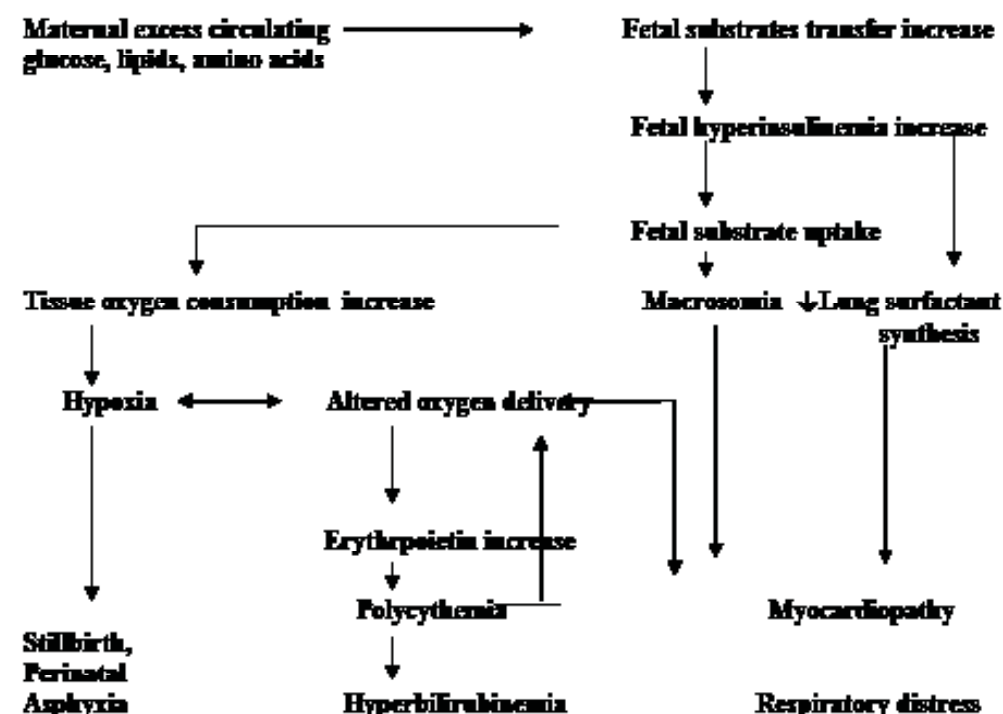 Maternal excess circulating
glucose, lipids, amino acids
Fetal substrates transfer increase
Fetal hyperinsulinemia increase
Fetal substrate uptake
Tissue oxygen consumption increase
Macrosomia ↓Lung surfactant
synthesis
Hypoxia
Altered oxygen delivery
Erythrpoietin increase
Polycythemia
Myocardiopathy
Stillbirth,
Perinatal
Asphyxia
Hyperbilirubinemia
Respiratory distress